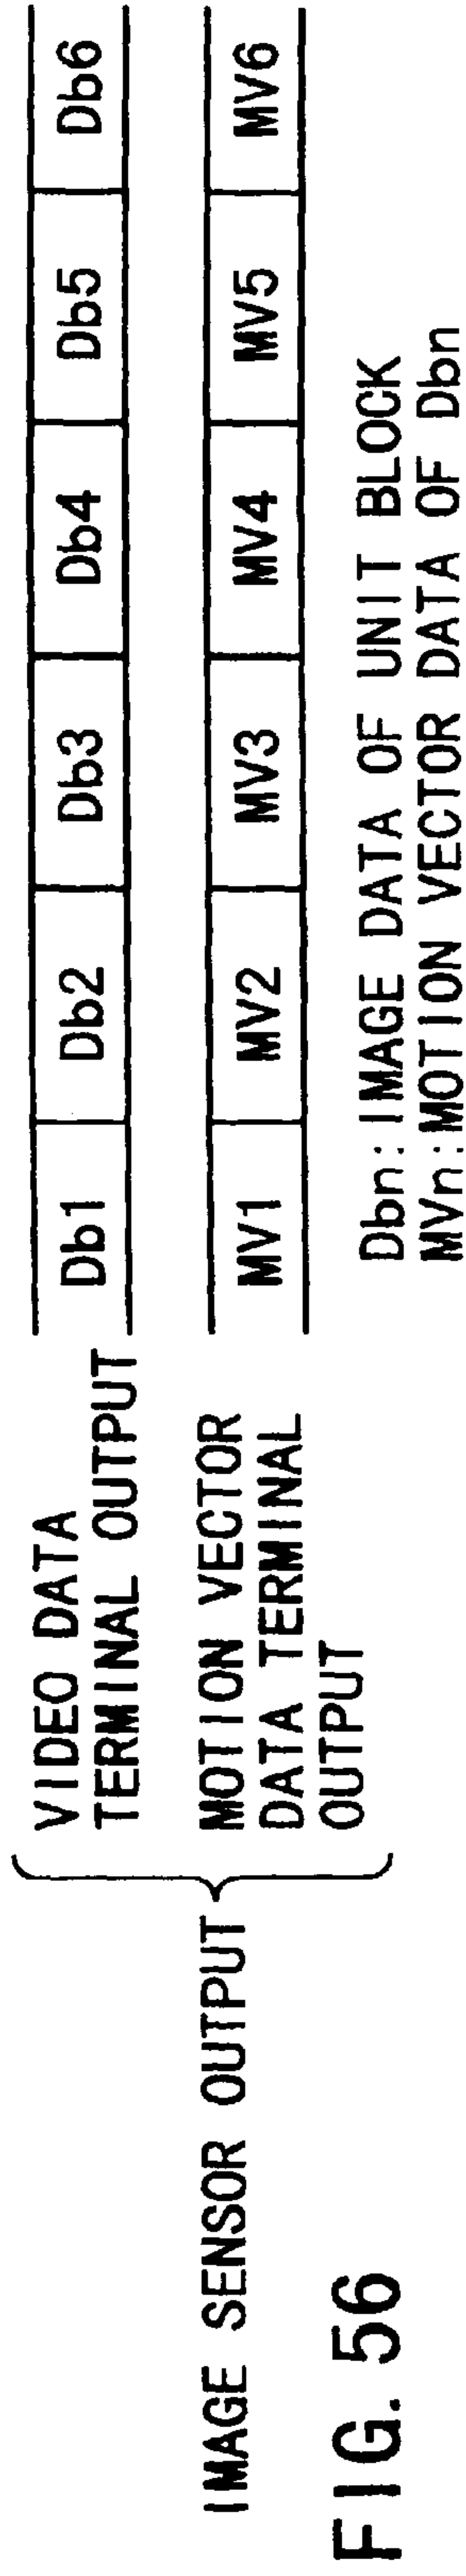 IMAGE SENSOR OUTPUT
VIDEO DATA
TERMINAL OUTPUT
Db1 Db2 Db3 Db4 Db5 Db6
MOTION VECTOR
DATA TERMINAL
OUTPUT
MV1 MV2 MV3 MV4 MV5 MV6
Dbn: IMAGE DATA OF UNIT BLOCK
MVn: MOTION VECTOR DATA OF Dbn
FIG. 56